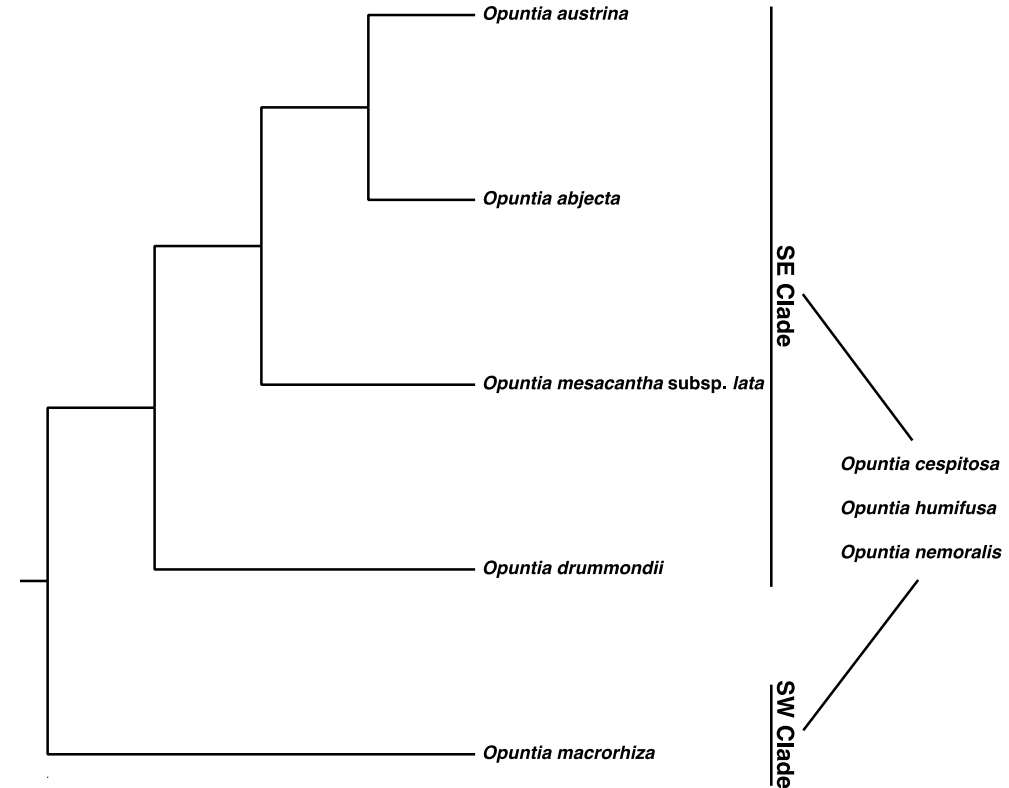 Opuntia austrina
Opuntia abjecta
SE Clade
Opuntia mesacantha subsp. lata
Opuntia cespitosa
Opuntia humifusa
Opuntia nemoralis
Opuntia drummondii
SW Clade
Opuntia macrorhiza